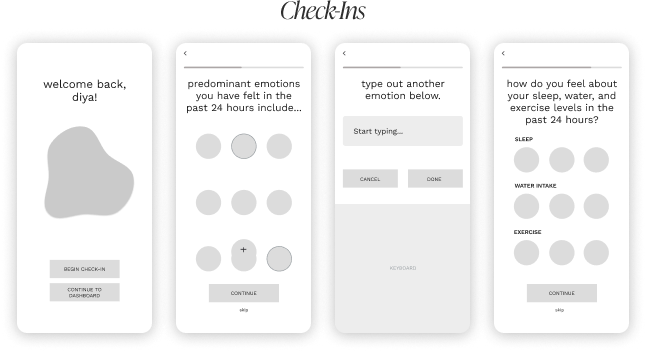 Check-Ins
welcome back,
diya!
BEGIN CHECK-IN
CONTINUE TO
DASHBOARD
<
predominant emotions
you have felt in the
past 24 hours include...
+
CONTINUE
skip
<
type out another
emotion below.
Start typing...
CANCEL
DONE
KEYBOARD
<
how do you feel about
your sleep, water, and
exercise levels in the
past 24 hours?
SLEEP
WATER INTAKE
EXERCISE
CONTINUE
skip